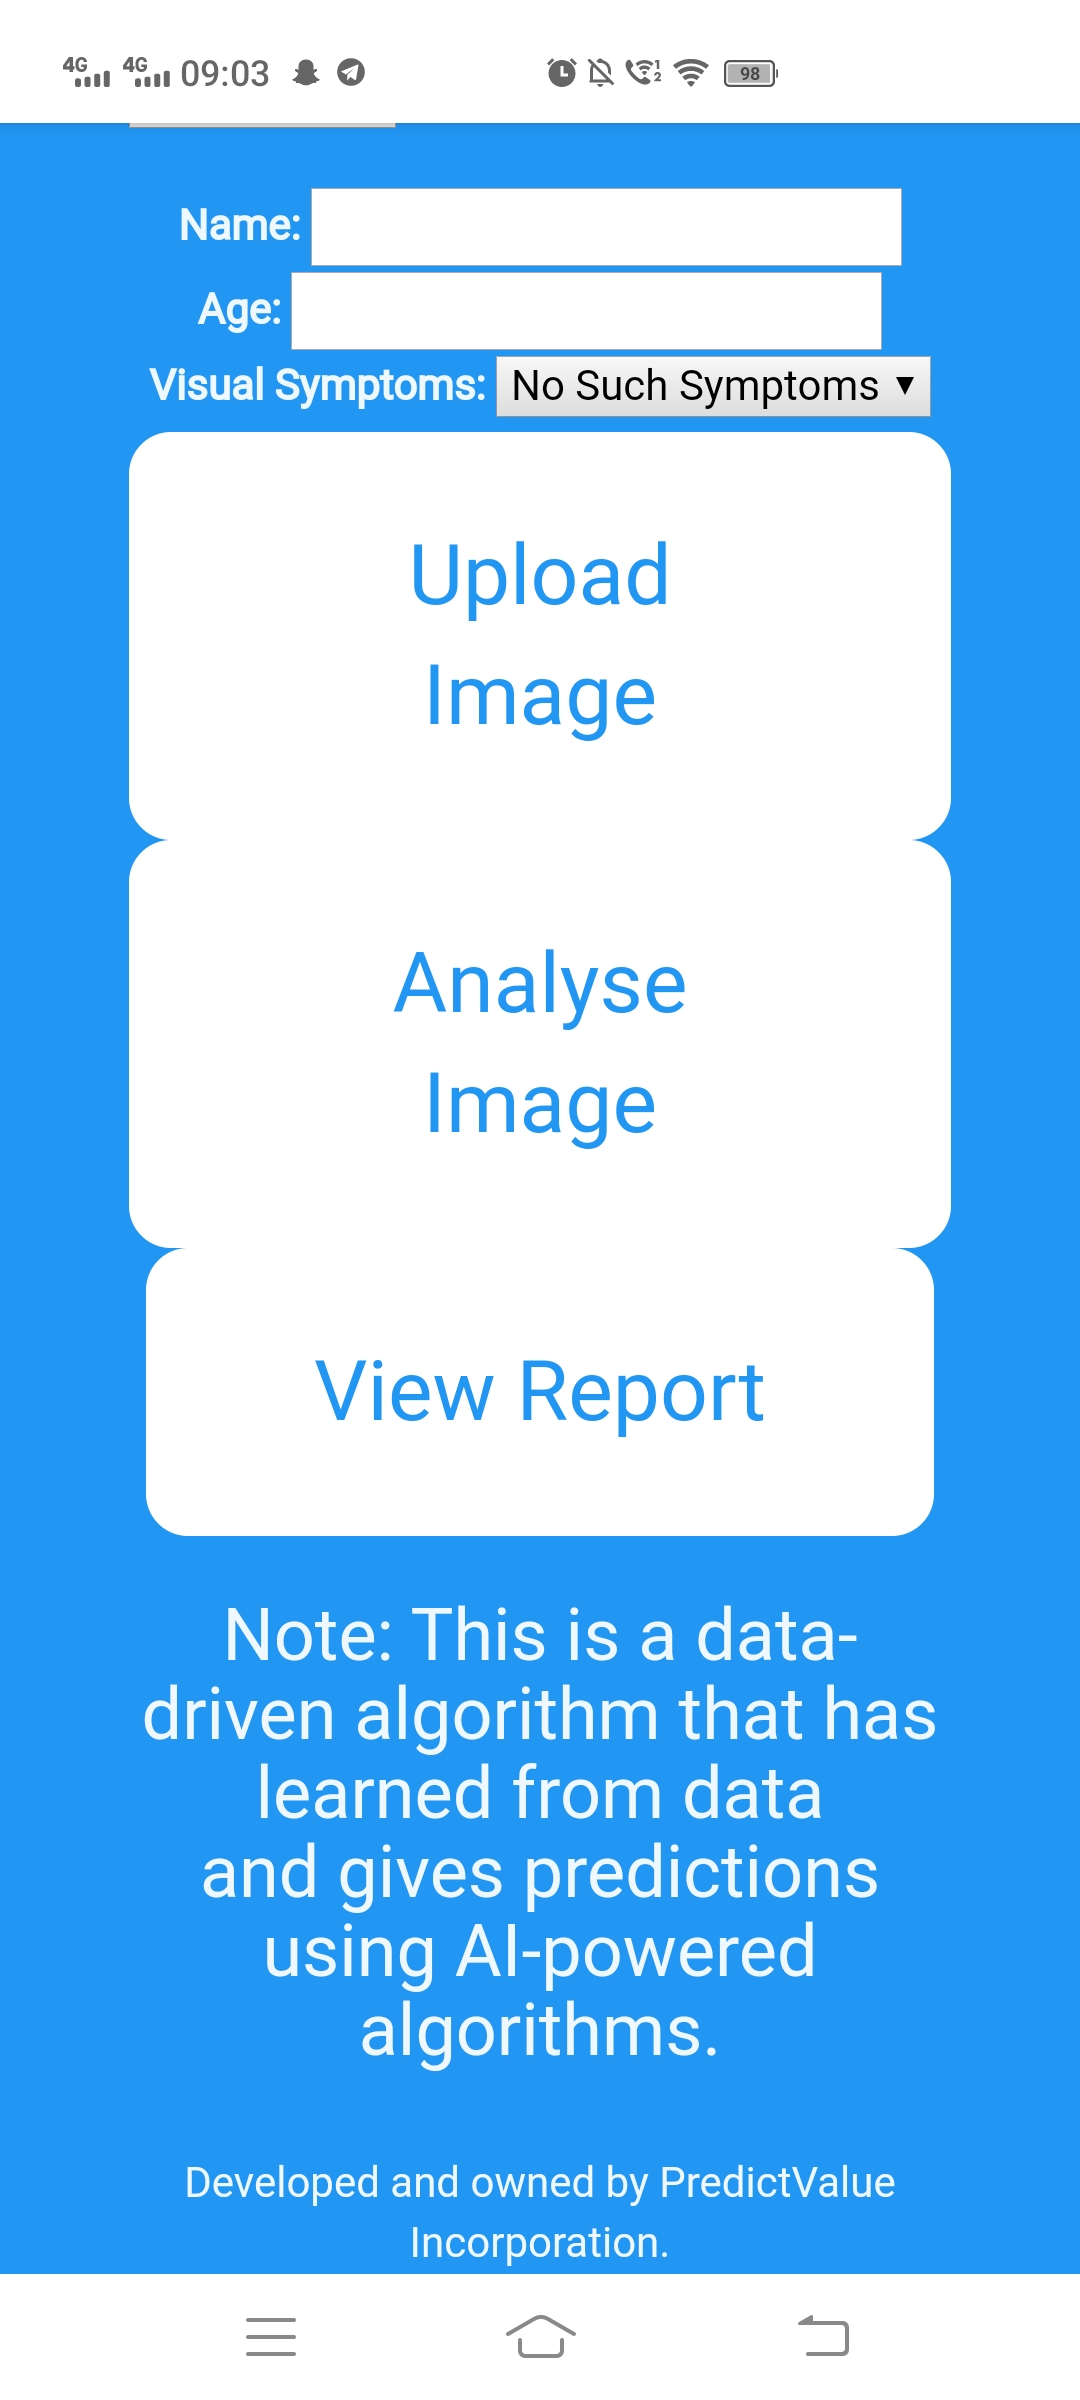 4G 4G 09:03 98
Name:
Age:
Visual Symptoms: No Such Symptoms ▼
Upload
Image
Analyse
Image
View Report
Note: This is a data-
driven algorithm that has
learned from data
and gives predictions
using AI-powered
algorithms.
Developed and owned by PredictValue
Incorporation.